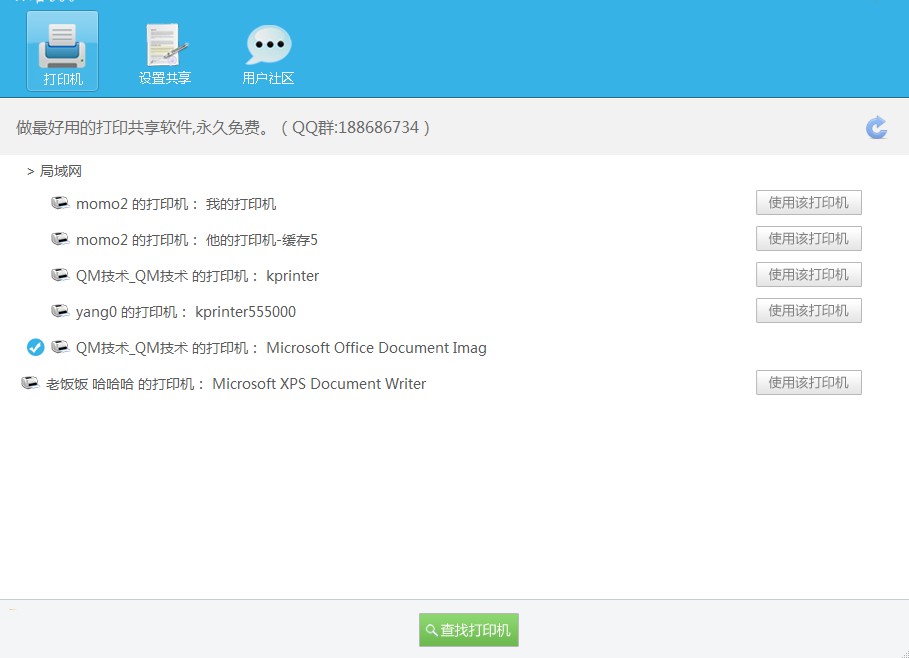 打印机
设置共享
用户社区
做最好用的打印共享软件,永久免费。（QQ群:188686734）
> 局域网
momo2 的打印机： 我的打印机 使用该打印机
momo2 的打印机： 他的打印机-缓存5 使用该打印机
QM技术_QM技术 的打印机： kprinter 使用该打印机
yang0 的打印机： kprinter555000 使用该打印机
QM技术_QM技术 的打印机： Microsoft Office Document Imag
老饭饭 哈哈哈 的打印机： Microsoft XPS Document Writer 使用该打印机
查找打印机